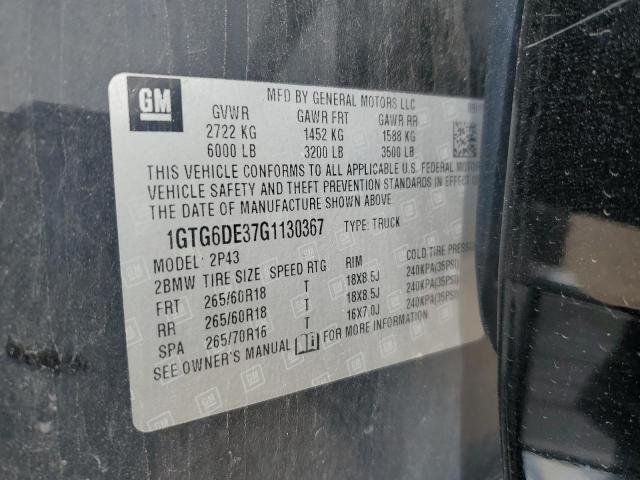 GM
MFD BY GENERAL MOTORS LLC
GVWR GAWR FRT GAWR RR
2722 KG 1452 KG 1588 KG
6000 LB 3200 LB 3500 LB
THIS VEHICLE CONFORMS TO ALL APPLICABLE U.S. FEDERAL MOTOR
VEHICLE SAFETY AND THEFT PREVENTION STANDARDS IN EFFECT
THE DATE OF MANUFACTURE SHOWN ABOVE.
1GTG6DE37G1130367 TYPE: TRUCK
MODEL: 2P43
2BMW TIRE SIZE SPEED RTG RIM COLD TIRE PRESSURE
FRT 265/60R18 T 18X8.5J 240KPA(35PSI)
RR 265/60R18 T 18X8.5J 240KPA(35PSI)
SPA 265/70R16 T 16X7.0J 240KPA(35PSI)
SEE OWNER'S MANUAL FOR MORE INFORMATION